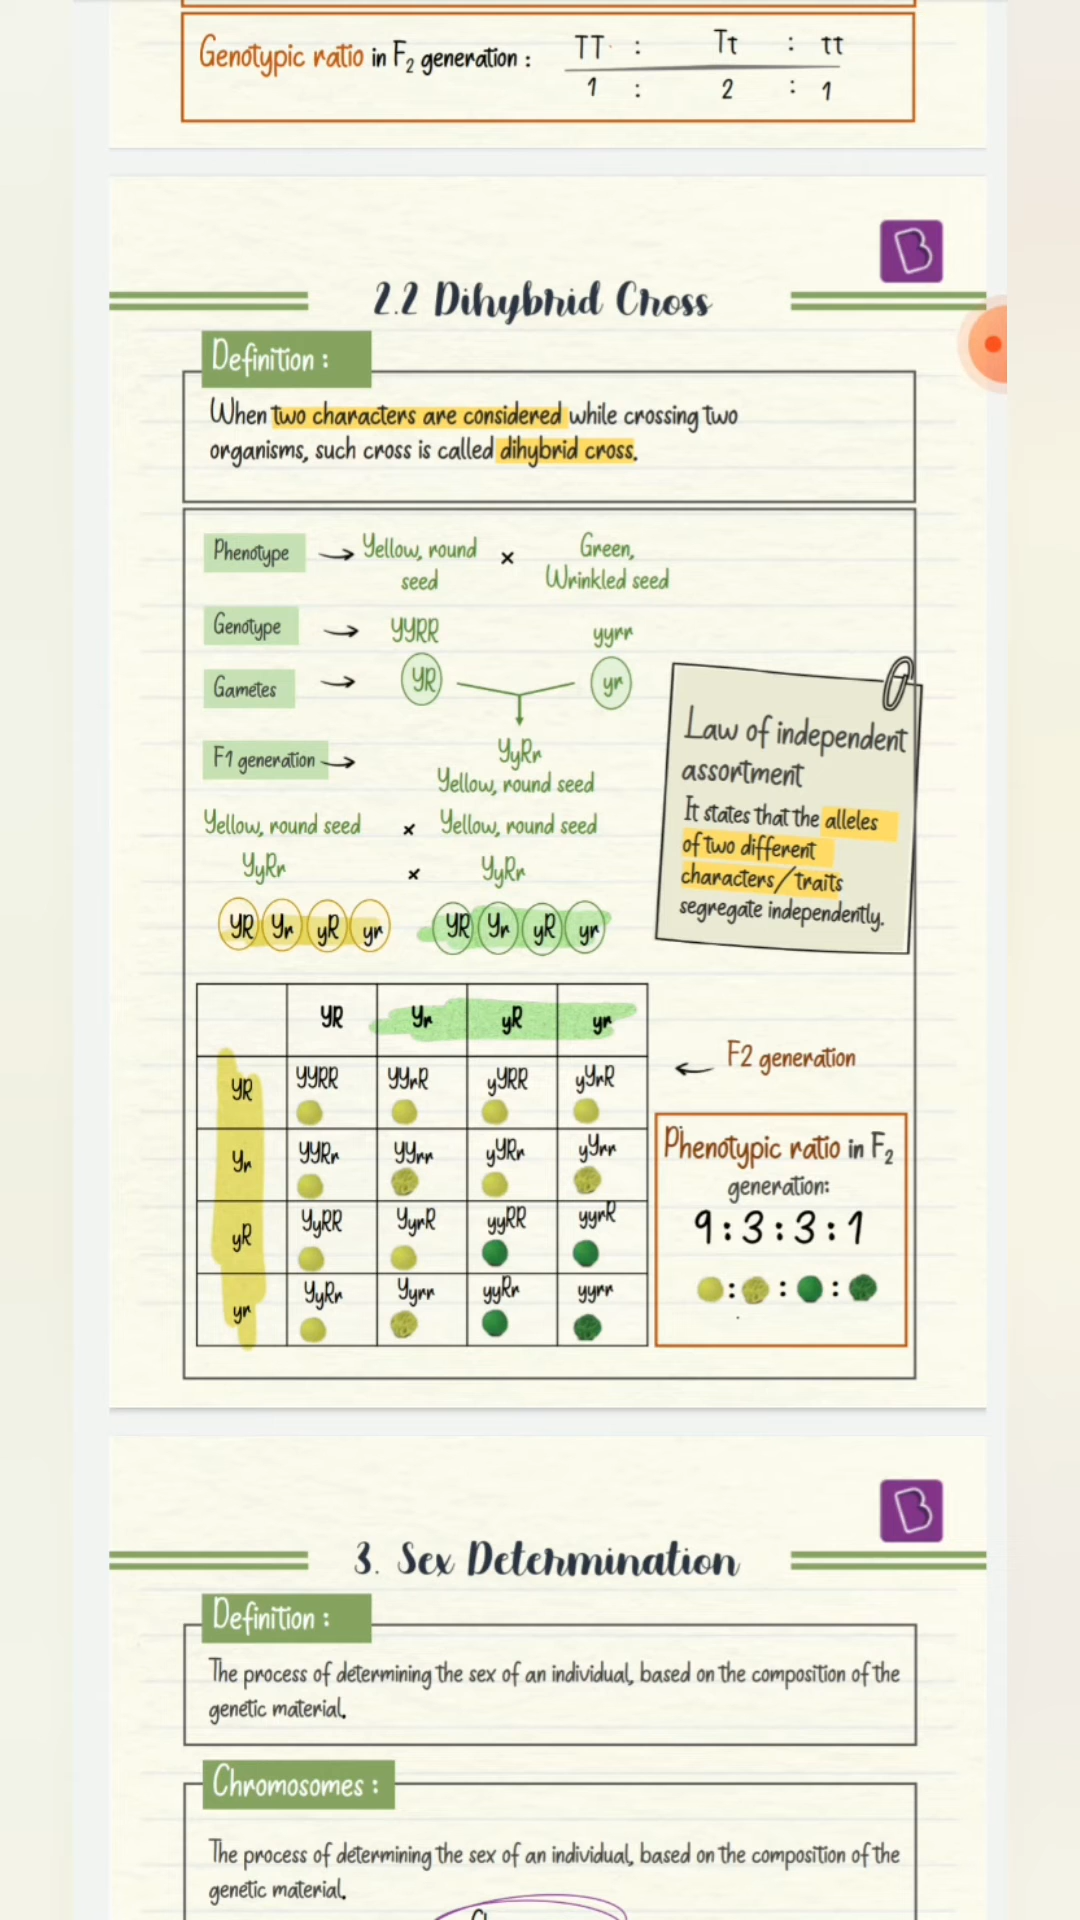 Genotypic ratio in F2 generation : TT : Tt : tt
1 : 2 : 1
B
2.2 Dihybrid Cross
Definition :
When two characters are considered while crossing two
organisms, such cross is called dihybrid cross.
Phenotype → Yellow, round × Green,
seed Wrinkled seed
Genotype → YYRR yyrr
Gametes → YR yr
F1 generation → YyRr
Yellow, round seed
Yellow, round seed × Yellow, round seed
YyRr × YyRr
YR Yr yR yr YR Yr yR yr
Law of independent
assortment
It states that the alleles
of two different
characters/traits
segregate independently.
YR Yr yR yr
YR YYRR YYrR yYRR yYrR
Yr YYRr YYrr yYRr yYrr
yR YyRR YyrR yyRR yyrR
yr YyRr Yyrr yyRr yyrr
← F2 generation
Phenotypic ratio in F2
generation:
9:3:3:1
: : :
B
3. Sex Determination
Definition :
The process of determining the sex of an individual, based on the composition of the
genetic material.
Chromosomes :
The process of determining the sex of an individual, based on the composition of the
genetic material.